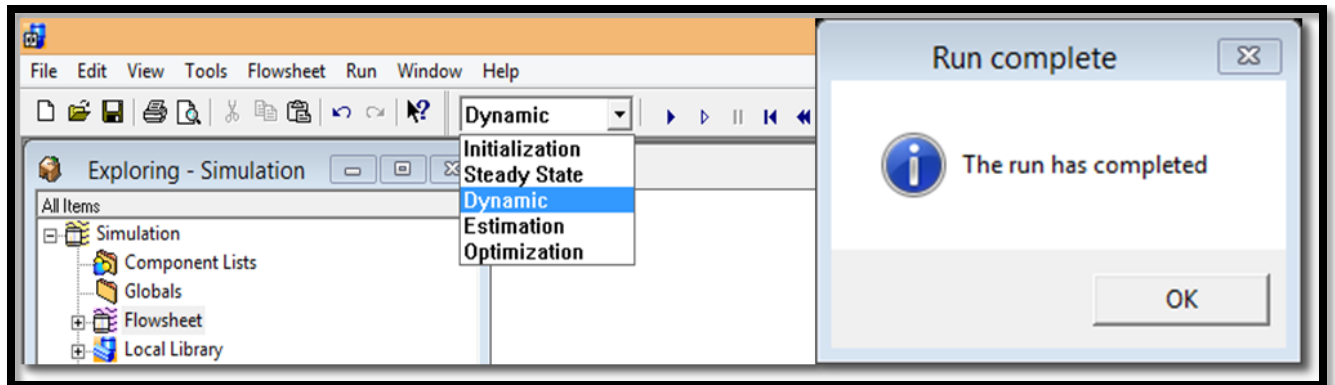 File Edit View Tools Flowsheet Run Window Help
Dynamic
Initialization
Steady State
Dynamic
Estimation
Optimization
Exploring - Simulation
All Items
Simulation
Component Lists
Globals
Flowsheet
Local Library
Run complete
The run has completed
OK